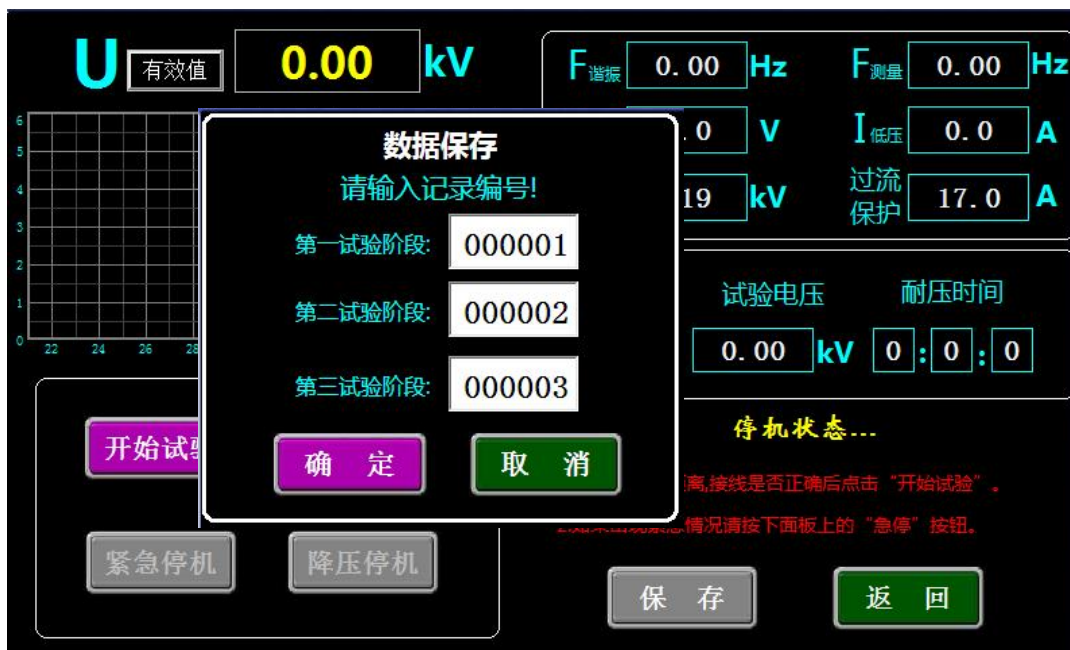 U 有效值 0.00 kV
F谐振 0.00 Hz F测量 0.00 Hz
.0 V I低压 0.0 A
19 kV 过流保护 17.0 A
6
5
4
3
2
1
0
22 24 26 28
数据保存
请输入记录编号!
第一试验阶段: 000001
第二试验阶段: 000002
第三试验阶段: 000003
确 定 取 消
试验电压 耐压时间
0.00 kV 0 : 0 : 0
停机状态...
离,接线是否正确后点击“开始试验”。
情况请按下面板上的“急停”按钮。
开始试
紧急停机 降压停机
保 存 返 回